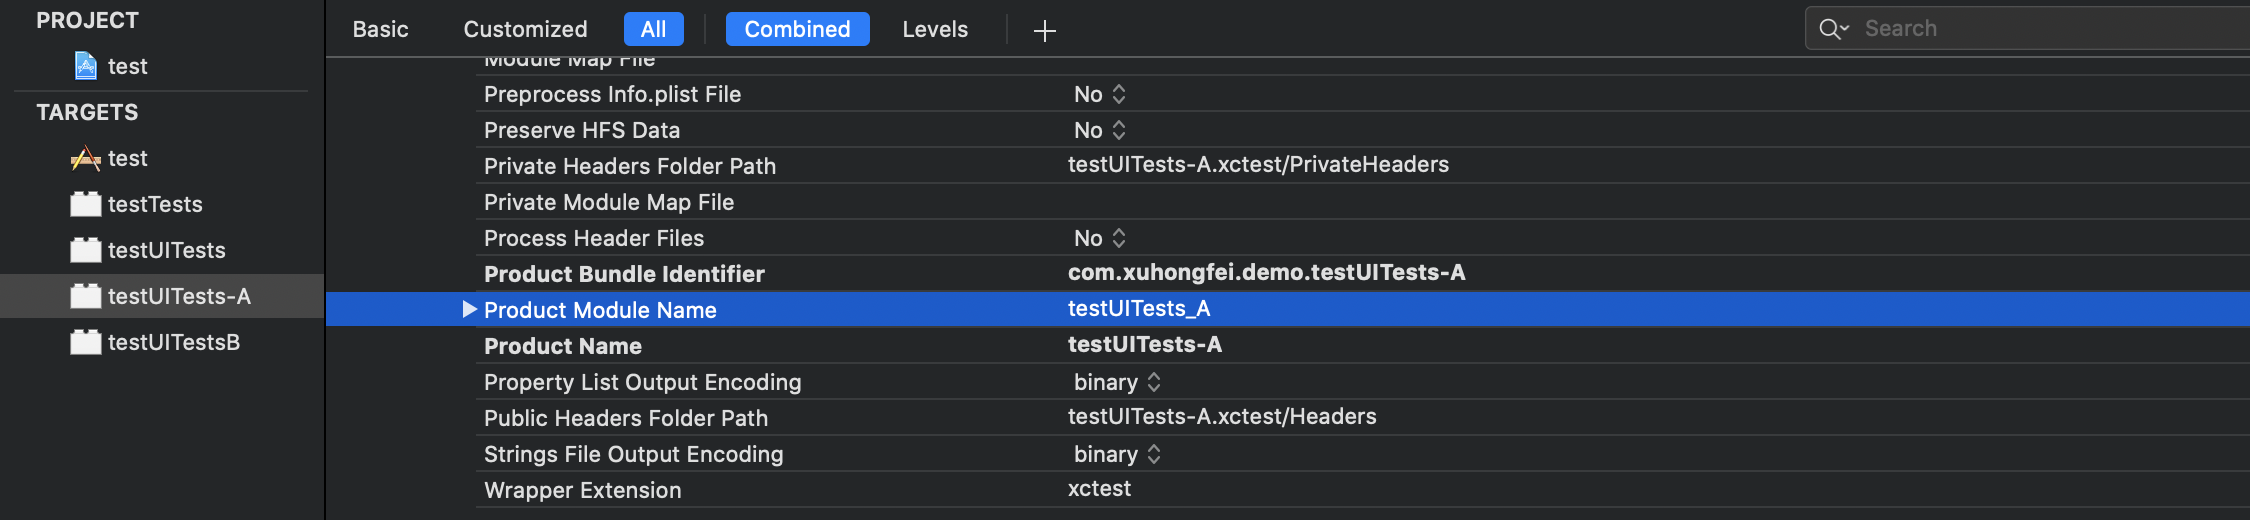 PROJECT
test
TARGETS
test
testTests
testUITests
testUITests-A
testUITestsB
Basic Customized All Combined Levels + Search
Module Map File
Preprocess Info.plist File No
Preserve HFS Data No
Private Headers Folder Path testUITests-A.xctest/PrivateHeaders
Private Module Map File
Process Header Files No
Product Bundle Identifier com.xuhongfei.demo.testUITests-A
Product Module Name testUITests_A
Product Name testUITests-A
Property List Output Encoding binary
Public Headers Folder Path testUITests-A.xctest/Headers
Strings File Output Encoding binary
Wrapper Extension xctest